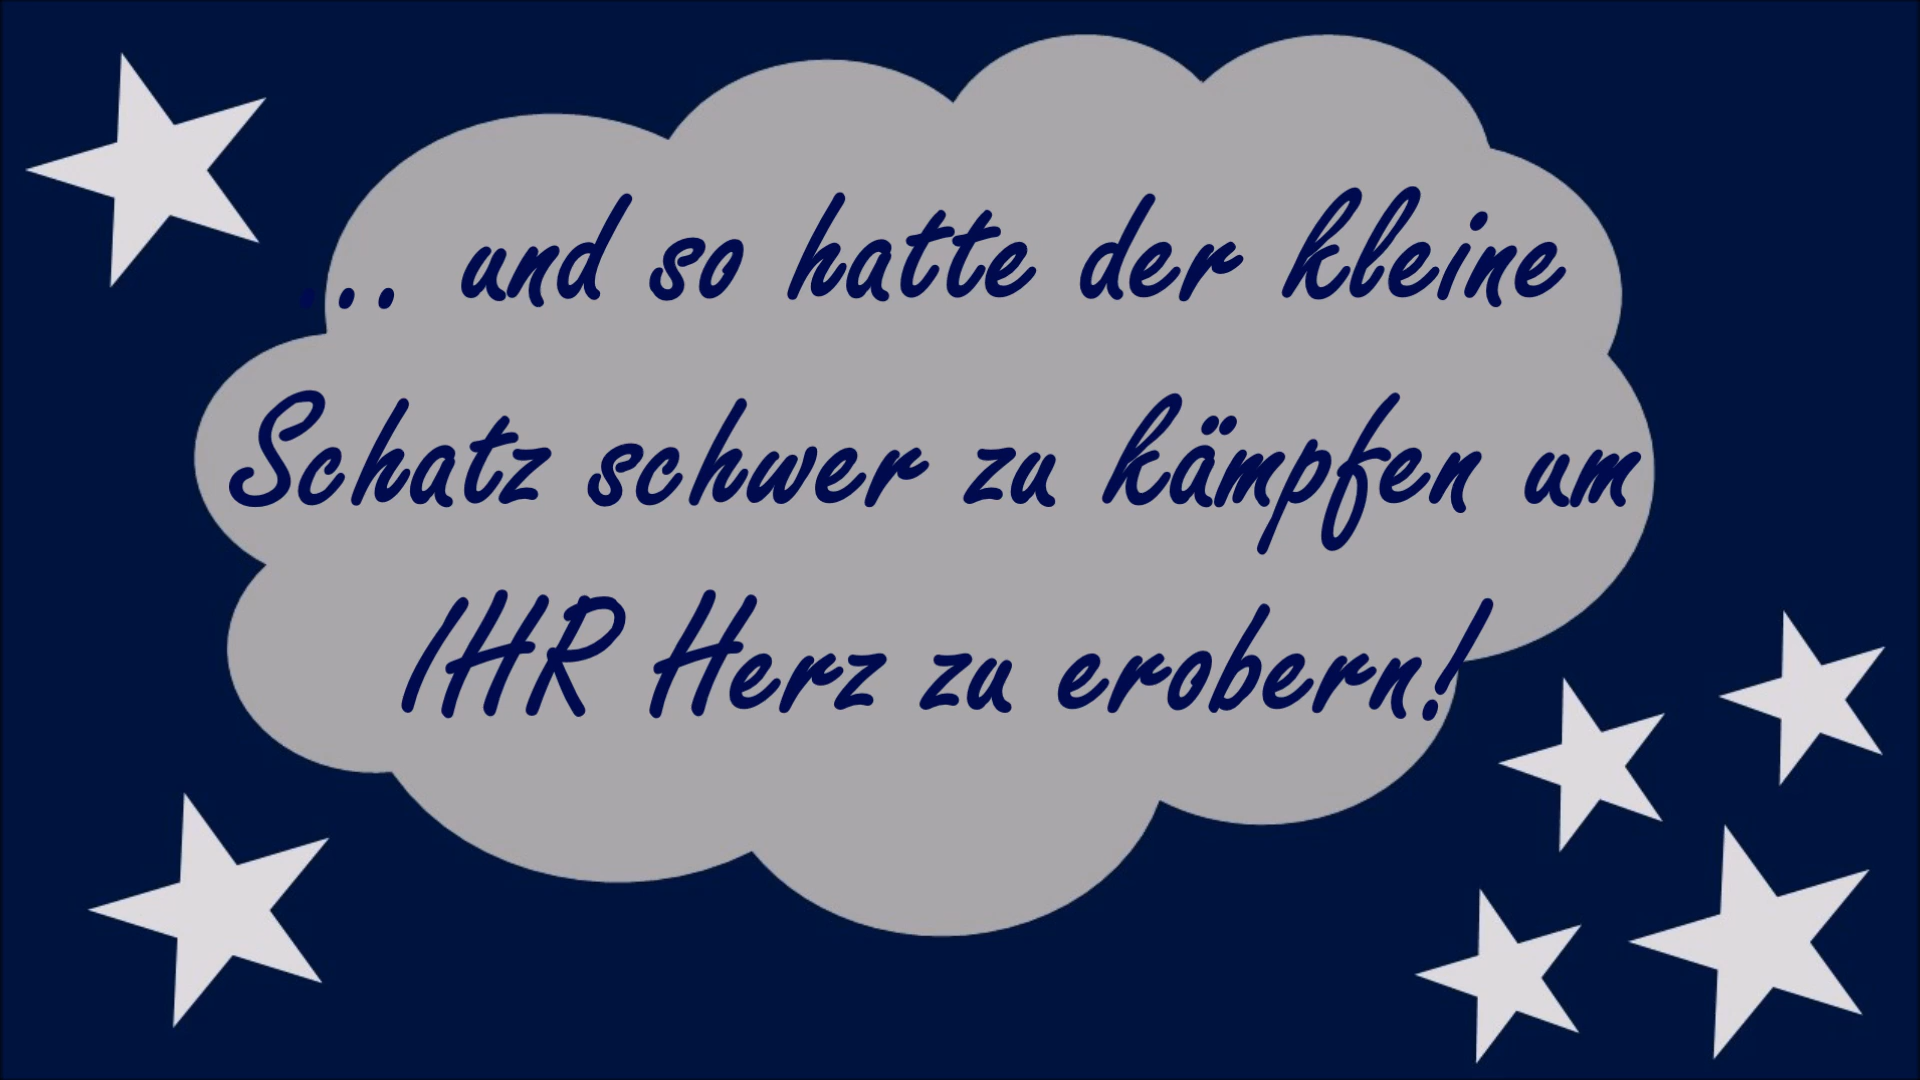 ... und so hatte der kleine
Schatz schwer zu kämpfen um
IHR Herz zu erobern!